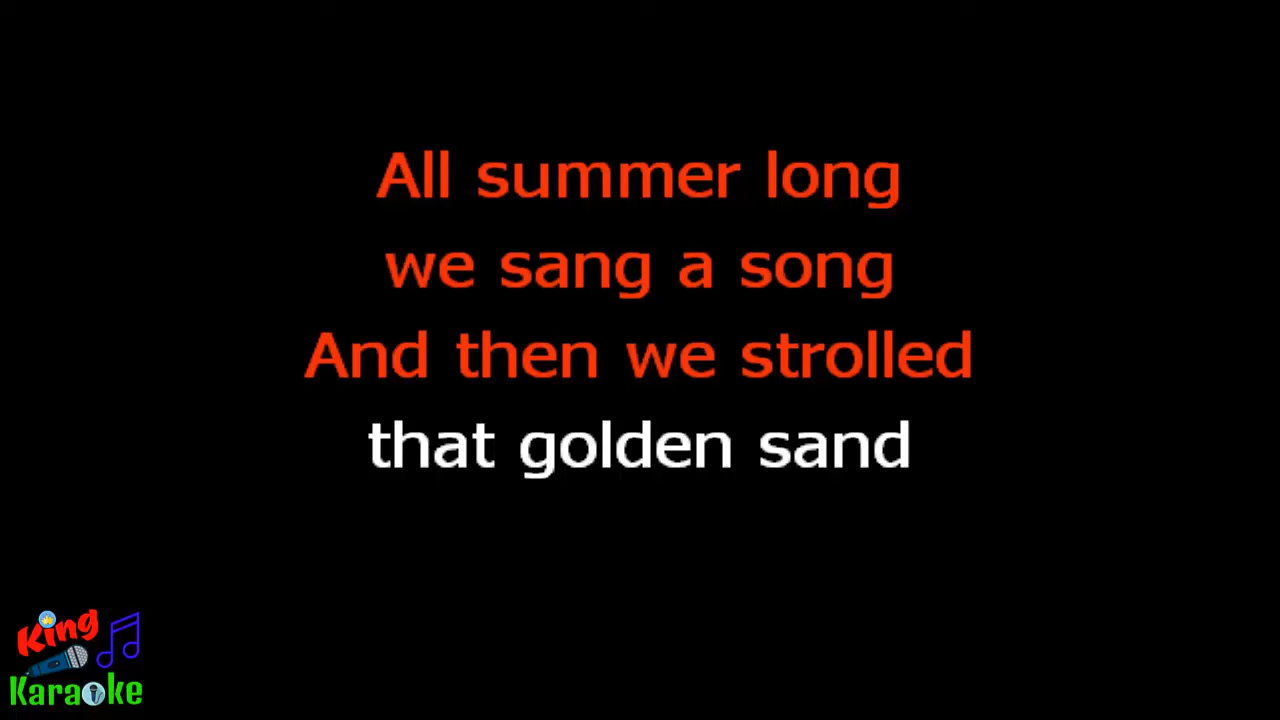 All summer long
we sang a song
And then we strolled
that golden sand
King
Karaoke